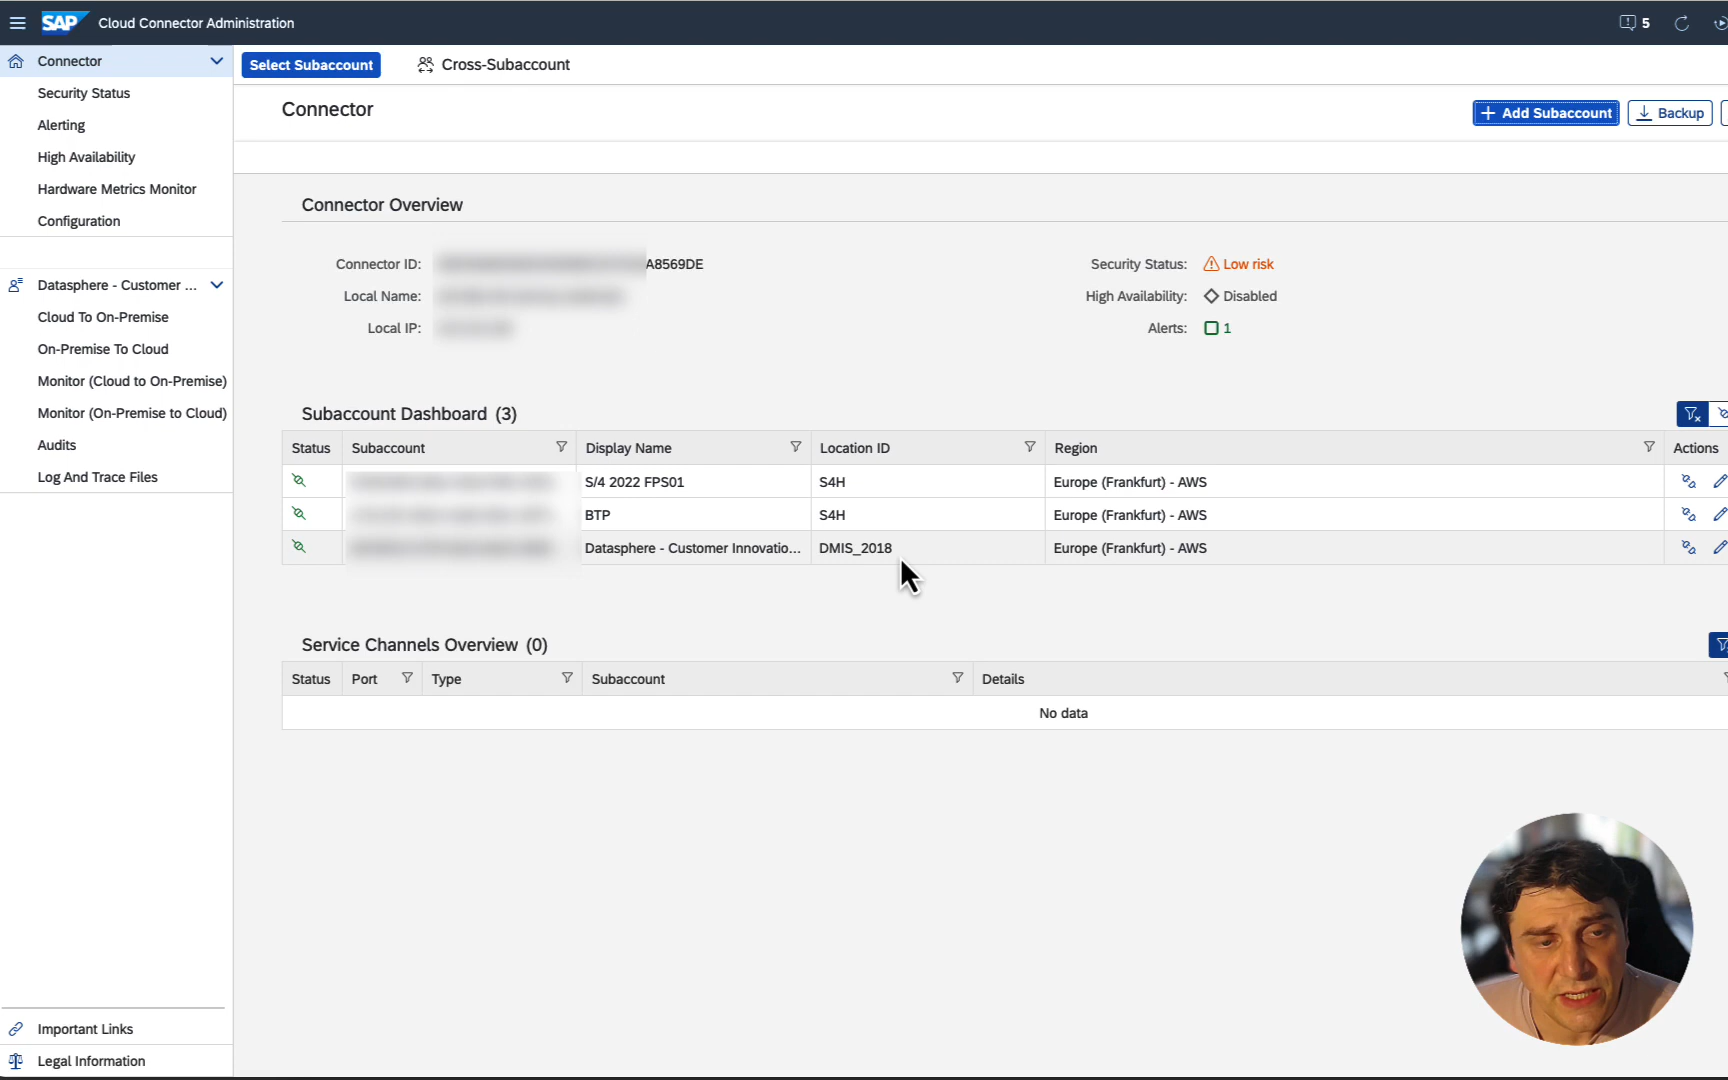 SAP Cloud Connector Administration
5
Connector
Security Status
Alerting
High Availability
Hardware Metrics Monitor
Configuration
Datasphere - Customer ...
Cloud To On-Premise
On-Premise To Cloud
Monitor (Cloud to On-Premise)
Monitor (On-Premise to Cloud)
Audits
Log And Trace Files
Important Links
Legal Information
Select Subaccount Cross-Subaccount
Connector
Add Subaccount Backup
Connector Overview
Connector ID: A8569DE
Local Name:
Local IP:
Security Status: Low risk
High Availability: Disabled
Alerts: 1
Subaccount Dashboard (3)
Status Subaccount Display Name Location ID Region Actions
S/4 2022 FPS01 S4H Europe (Frankfurt) - AWS
BTP S4H Europe (Frankfurt) - AWS
Datasphere - Customer Innovatio... DMIS_2018 Europe (Frankfurt) - AWS
Service Channels Overview (0)
Status Port Type Subaccount Details
No data